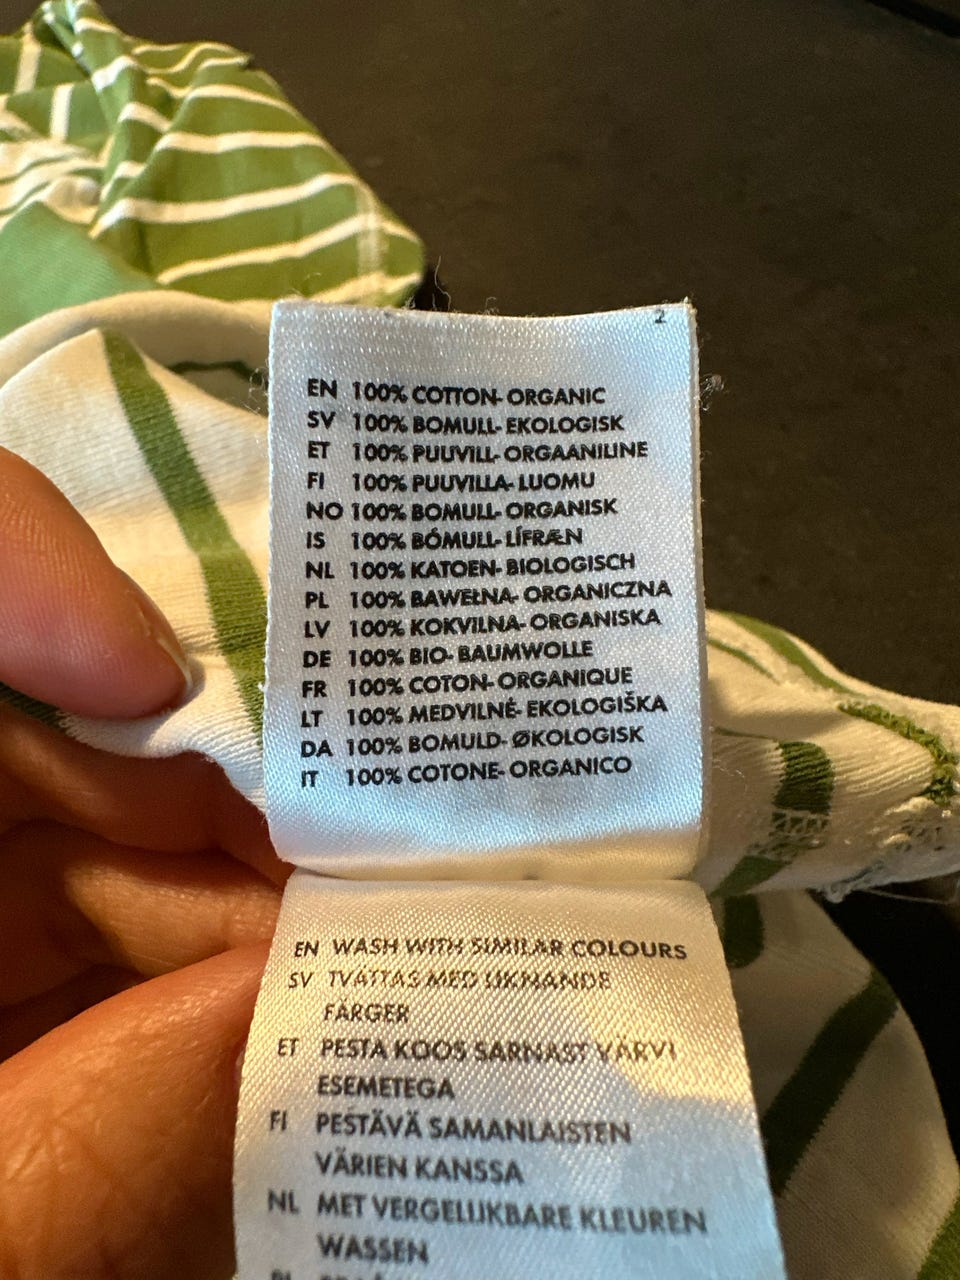 2
EN 100% COTTON- ORGANIC
SV 100% BOMULL- EKOLOGISK
ET 100% PUUVILL- ORGAANILINE
FI 100% PUUVILLA- LUOMU
NO 100% BOMULL- ORGANISK
IS 100% BÓMULL- LÍFRÆN
NL 100% KATOEN- BIOLOGISCH
PL 100% BAWEŁNA- ORGANICZNA
LV 100% KOKVILNA- ORGANISKA
DE 100% BIO- BAUMWOLLE
FR 100% COTON- ORGANIQUE
LT 100% MEDVILNĖ- EKOLOGIŠKA
DA 100% BOMULD- ØKOLOGISK
IT 100% COTONE- ORGANICO
EN WASH WITH SIMILAR COLOURS
SV TVÄTTAS MED LIKNANDE
FÄRGER
ET PESTA KOOS SARNAST VÄRVI
ESEMETEGA
FI PESTÄVÄ SAMANLAISTEN
VÄRIEN KANSSA
NL MET VERGELIJKBARE KLEUREN
WASSEN